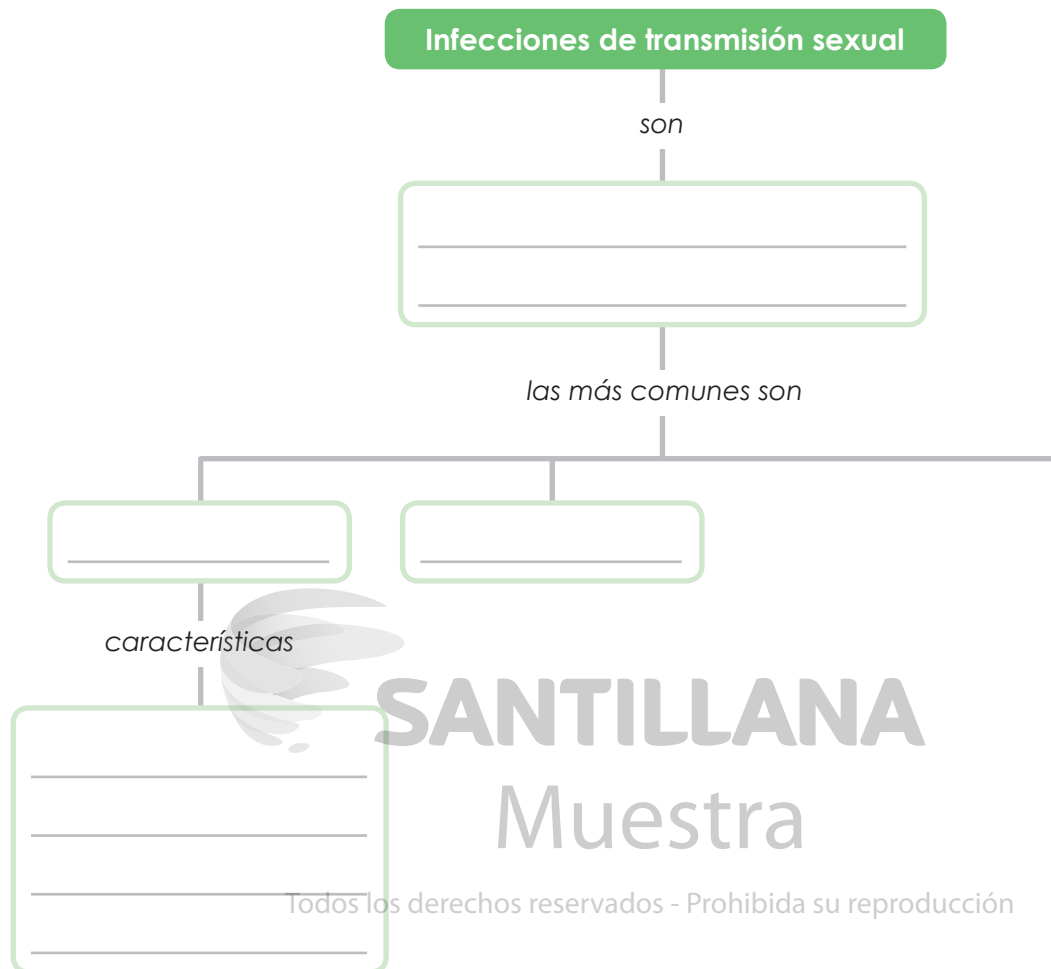 Infecciones de transmisión sexual
son
las más comunes son
características
SANTILLANA
Muestra
Todos los derechos reservados - Prohibida su reproducción